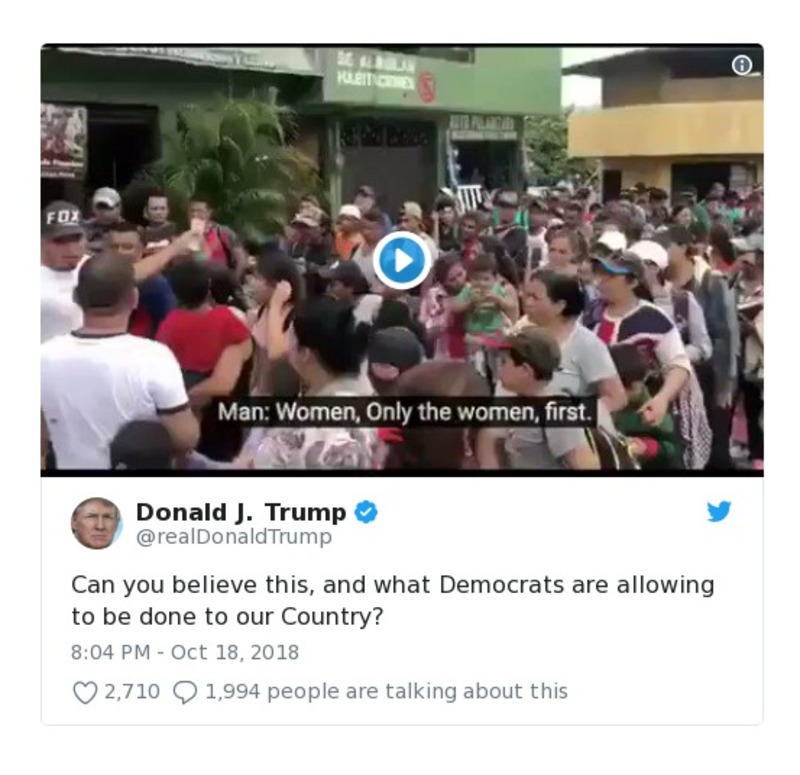 SE ALQUILAN
HABITACIONES
FOX
Man: Women, Only the women, first.
Donald J. Trump
@realDonaldTrump
Can you believe this, and what Democrats are allowing
to be done to our Country?
8:04 PM - Oct 18, 2018
2,710 1,994 people are talking about this